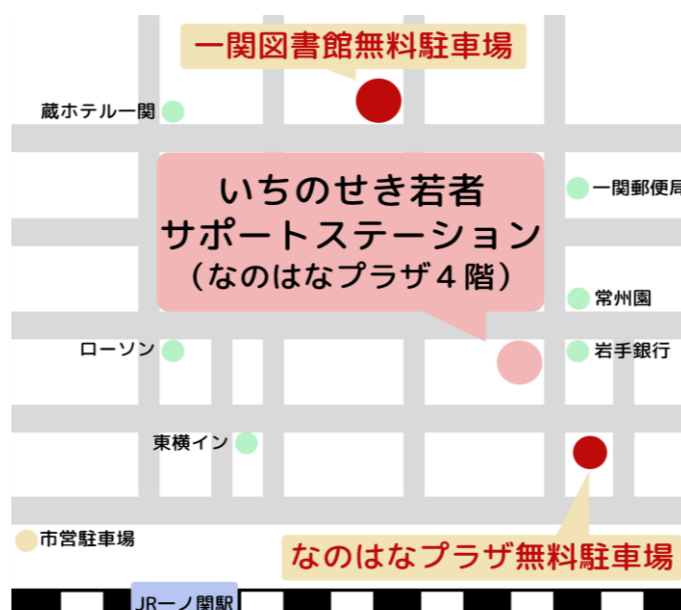 一関図書館無料駐車場
蔵ホテル一関
いちのせき若者
サポートステーション
（なのはなプラザ４階）
一関郵便局
常州園
ローソン
岩手銀行
東横イン
市営駐車場
なのはなプラザ無料駐車場
JR一ノ関駅